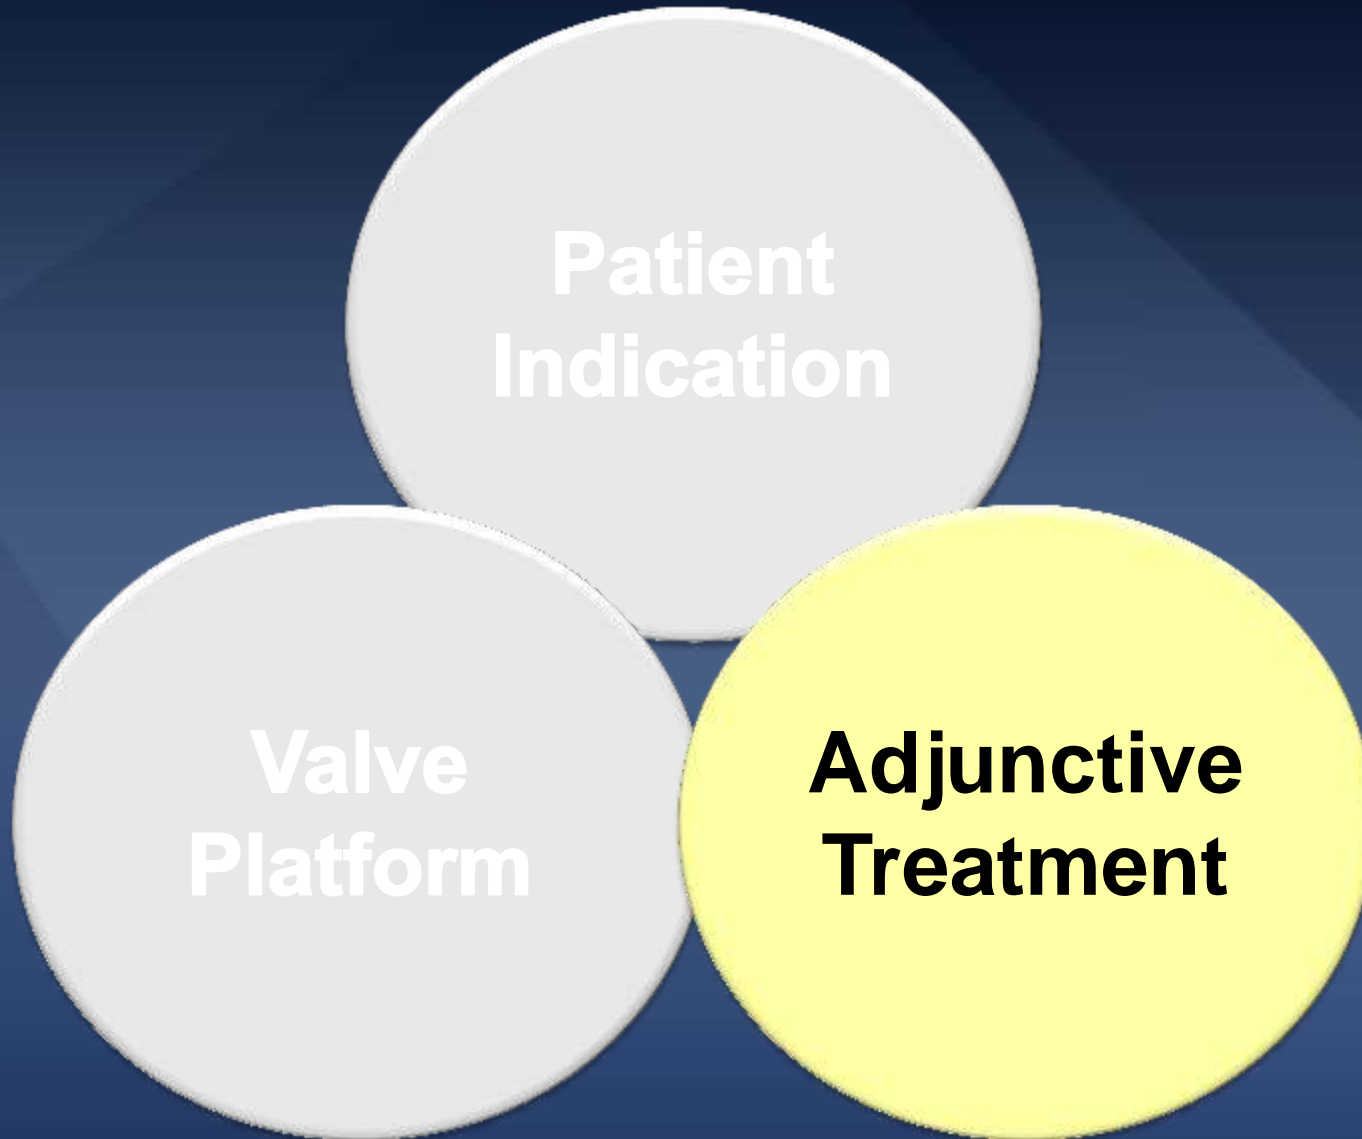 Patient
Indication
Valve
Platform
Adjunctive
Treatment